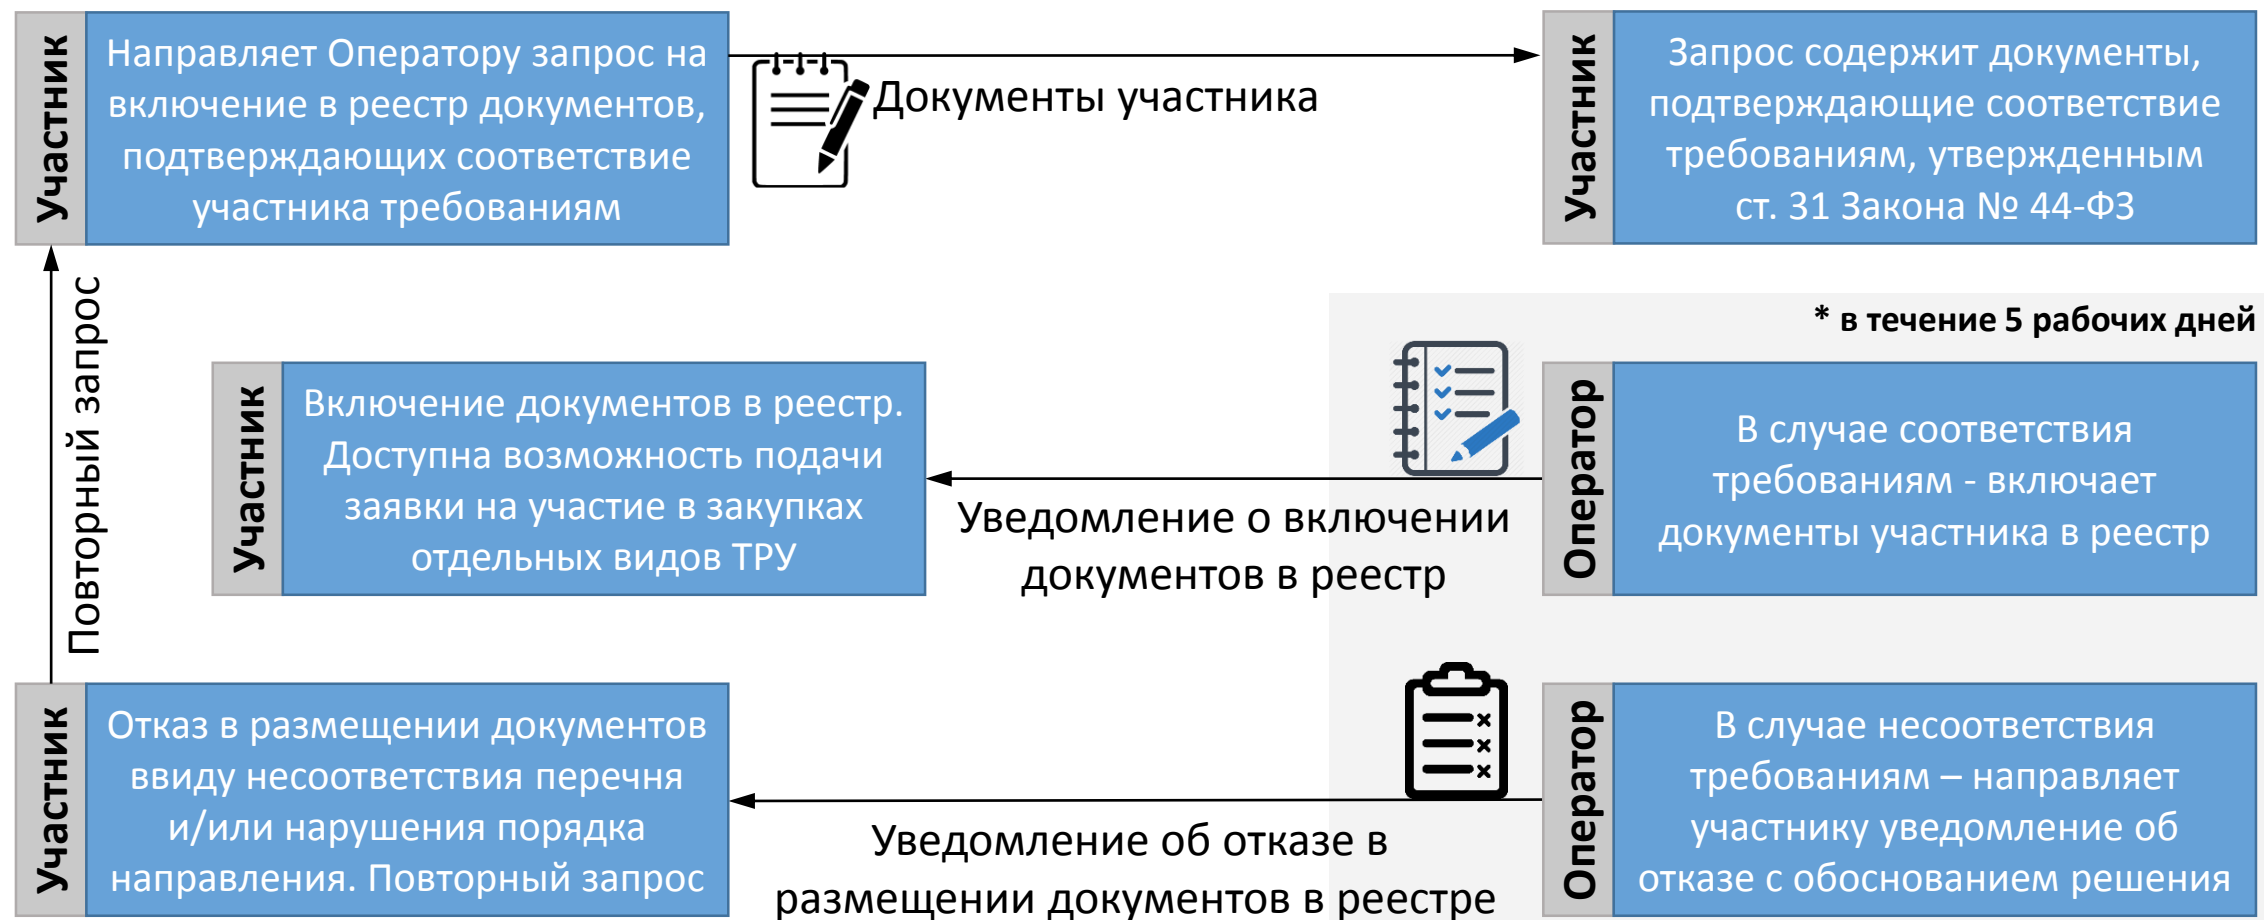 Участник
Направляет Оператору запрос на
включение в реестр документов,
подтверждающих соответствие
участника требованиям
Документы участника
Участник
Запрос содержит документы,
подтверждающие соответствие
требованиям, утвержденным
ст. 31 Закона № 44-ФЗ
Повторный запрос
* в течение 5 рабочих дней
Участник
Включение документов в реестр.
Доступна возможность подачи
заявки на участие в закупках
отдельных видов ТРУ
Уведомление о включении
документов в реестр
Оператор
В случае соответствия
требованиям - включает
документы участника в реестр
Участник
Отказ в размещении документов
ввиду несоответствия перечня
и/или нарушения порядка
направления. Повторный запрос
Уведомление об отказе в
размещении документов в реестре
Оператор
В случае несоответствия
требованиям – направляет
участнику уведомление об
отказе с обоснованием решения